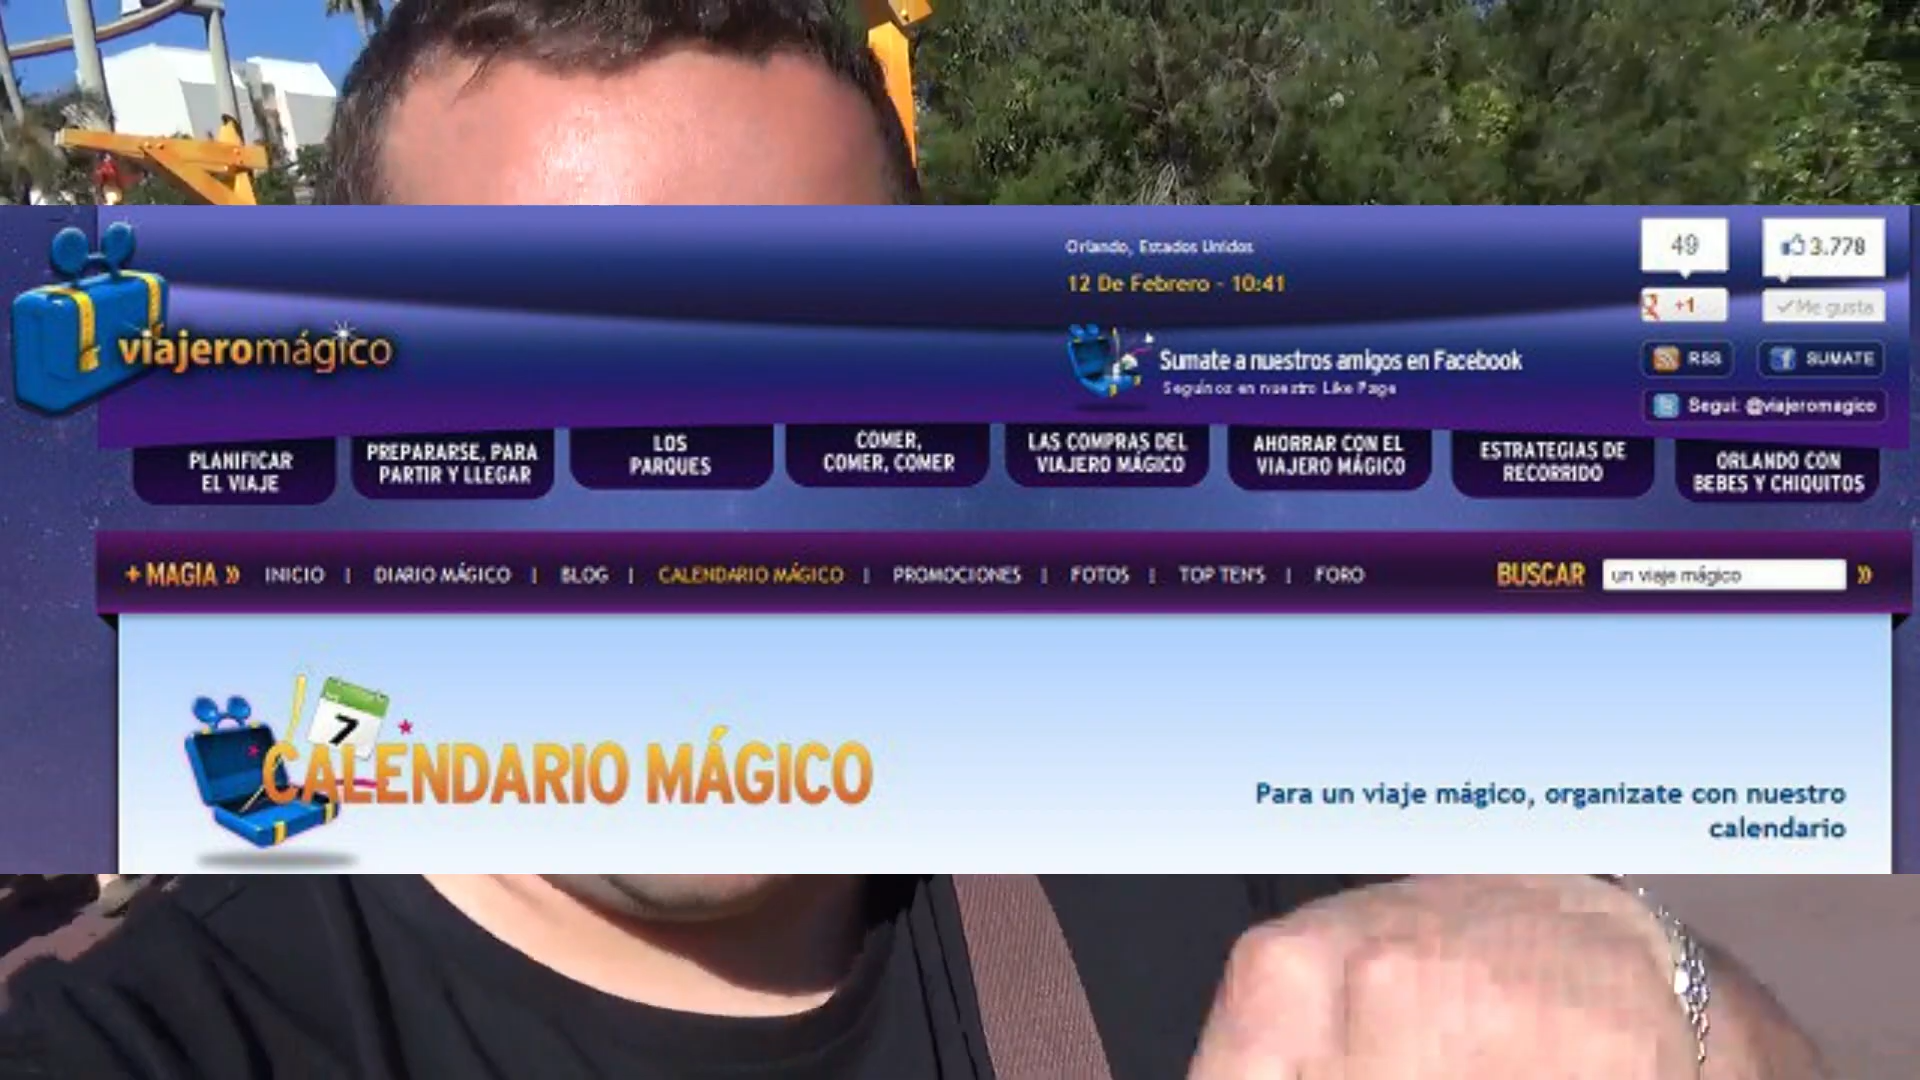 Orlando, Estados Unidos
12 De Febrero - 10:41
49
3.778
+1
Me gusta
viajeromágico
Sumate a nuestros amigos en Facebook
Seguínos en nuestro Like Page
RSS
SUMATE
Seguí: @viajeromagico
PLANIFICAR
EL VIAJE
PREPARARSE, PARA
PARTIR Y LLEGAR
LOS
PARQUES
COMER,
COMER, COMER
LAS COMPRAS DEL
VIAJERO MÁGICO
AHORRAR CON EL
VIAJERO MÁGICO
ESTRATEGIAS DE
RECORRIDO
ORLANDO CON
BEBES Y CHIQUITOS
+ MAGIA » INICIO | DIARIO MÁGICO | BLOG | CALENDARIO MÁGICO | PROMOCIONES | FOTOS | TOP TEN'S | FORO
BUSCAR un viaje mágico »
7
CALENDARIO MÁGICO
Para un viaje mágico, organizate con nuestro
calendario